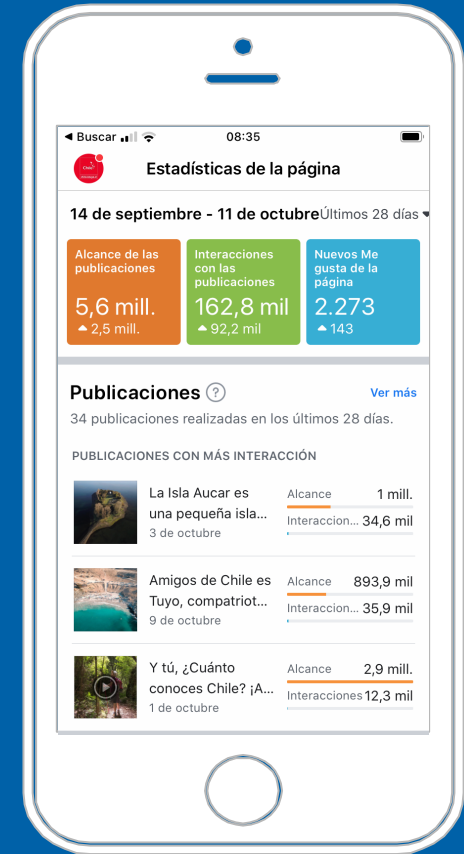 Buscar
08:35
Estadísticas de la página
14 de septiembre - 11 de octubre Últimos 28 días
Alcance de las
publicaciones
5,6 mill.
2,5 mill.
Interacciones
con las
publicaciones
162,8 mil
92,2 mil
Nuevos Me
gusta de la
página
2.273
143
Publicaciones ?
Ver más
34 publicaciones realizadas en los últimos 28 días.
PUBLICACIONES CON MÁS INTERACCIÓN
La Isla Aucar es
una pequeña isla...
3 de octubre
Alcance 1 mill.
Interaccion... 34,6 mil
Amigos de Chile es
Tuyo, compatriot...
9 de octubre
Alcance 893,9 mil
Interaccion... 35,9 mil
Y tú, ¿Cuánto
conoces Chile? ¡A...
1 de octubre
Alcance 2,9 mill.
Interacciones 12,3 mil